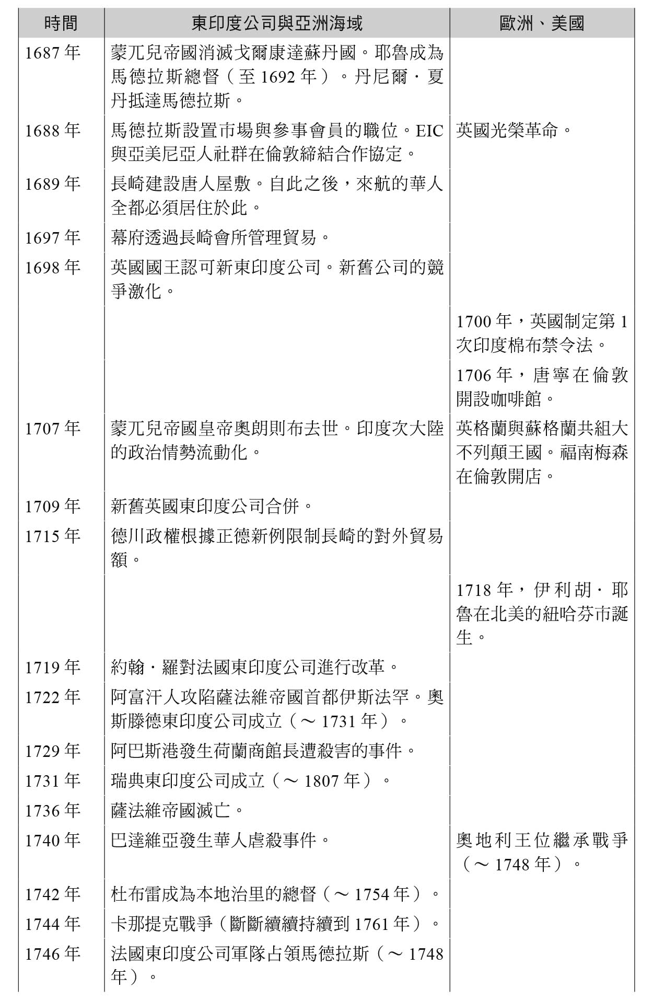 時間 東印度公司與亞洲海域 歐洲、美國
1687 年 蒙兀兒帝國消滅戈爾康達蘇丹國。耶魯成為
馬德拉斯總督（至 1692 年）。丹尼爾．夏
丹抵達馬德拉斯。
1688 年 馬德拉斯設置市場與參事會員的職位。EIC 英國光榮革命。
與亞美尼亞人社群在倫敦締結合作協定。
1689 年 長崎建設唐人屋敷。自此之後，來航的華人
全都必須居住於此。
1697 年 幕府透過長崎會所管理貿易。
1698 年 英國國王認可新東印度公司。新舊公司的競
爭激化。
1700 年，英國制定第 1
次印度棉布禁令法。
1706 年，唐寧在倫敦
開設咖啡館。
1707 年 蒙兀兒帝國皇帝奧朗則布去世。印度次大陸 英格蘭與蘇格蘭共組大
的政治情勢流動化。 不列顛王國。福南梅森
在倫敦開店。
1709 年 新舊英國東印度公司合併。
1715 年 德川政權根據正德新例限制長崎的對外貿易
額。
1718 年，伊利胡．耶
魯在北美的紐哈芬市誕
生。
1719 年 約翰．羅對法國東印度公司進行改革。
1722 年 阿富汗人攻陷薩法維帝國首都伊斯法罕。奧
斯滕德東印度公司成立（～ 1731 年）。
1729 年 阿巴斯港發生荷蘭商館長遭殺害的事件。
1731 年 瑞典東印度公司成立（～ 1807 年）。
1736 年 薩法維帝國滅亡。
1740 年 巴達維亞發生華人虐殺事件。 奧地利王位繼承戰爭
（～ 1748 年）。
1742 年 杜布雷成為本地治里的總督（～ 1754 年）。
1744 年 卡那提克戰爭（斷斷續續持續到 1761 年）。
1746 年 法國東印度公司軍隊占領馬德拉斯（～ 1748
年）。